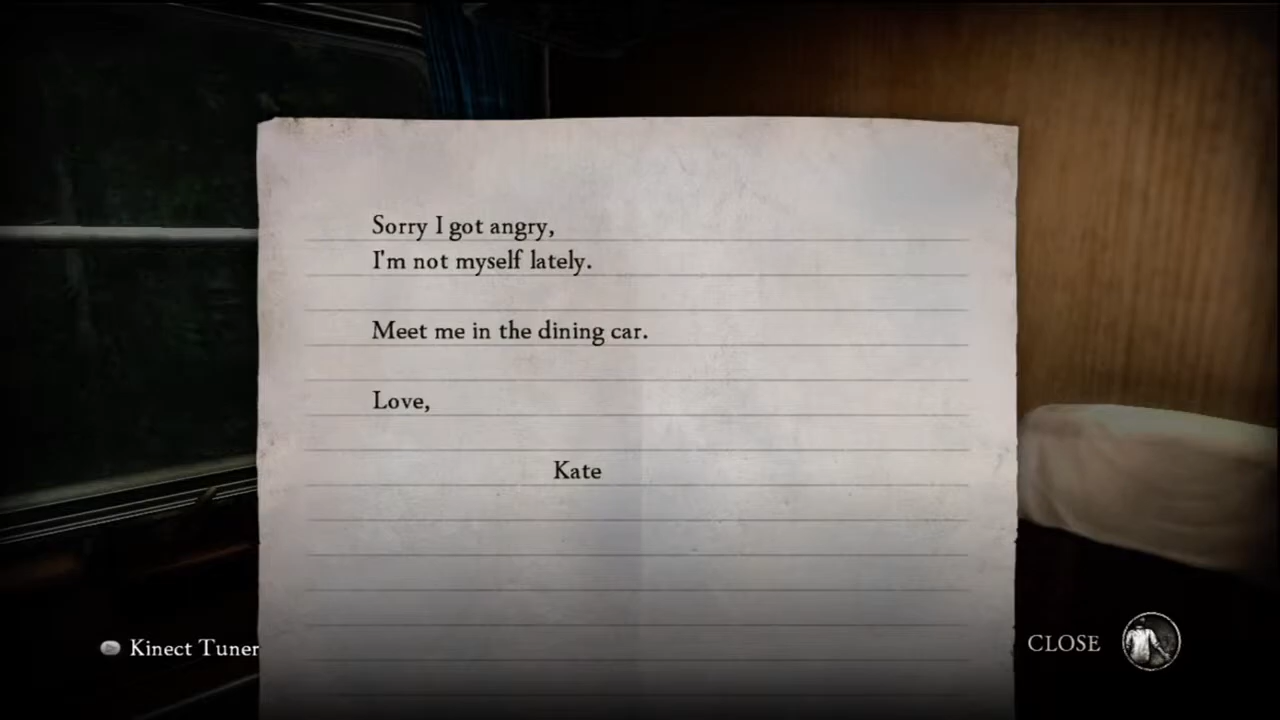 Sorry I got angry,
I'm not myself lately.
Meet me in the dining car.
Love,
Kate
Kinect Tuner
CLOSE